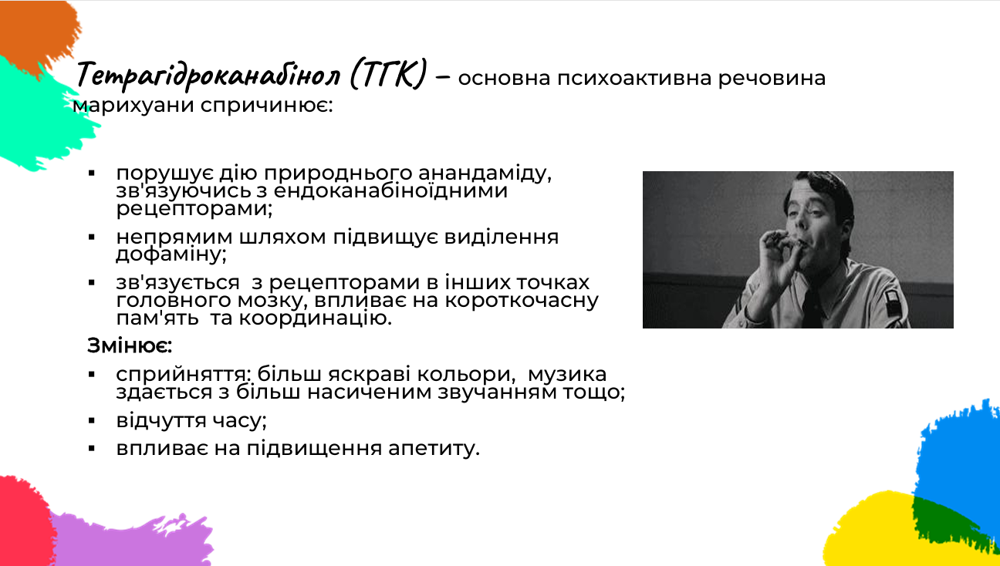 Тетрагідроканабінол (ТГК) – основна психоактивна речовина
марихуани спричинює:
▪ порушує дію природнього анандаміду,
зв'язуючись з ендоканабіноїдними
рецепторами;
▪ непрямим шляхом підвищує виділення
дофаміну;
▪ зв'язується  з рецепторами в інших точках
головного мозку, впливає на короткочасну
пам'ять  та координацію.
Змінює:
▪ сприйняття: більш яскраві кольори,  музика
здається з більш насиченим звучанням тощо;
▪ відчуття часу;
▪ впливає на підвищення апетиту.